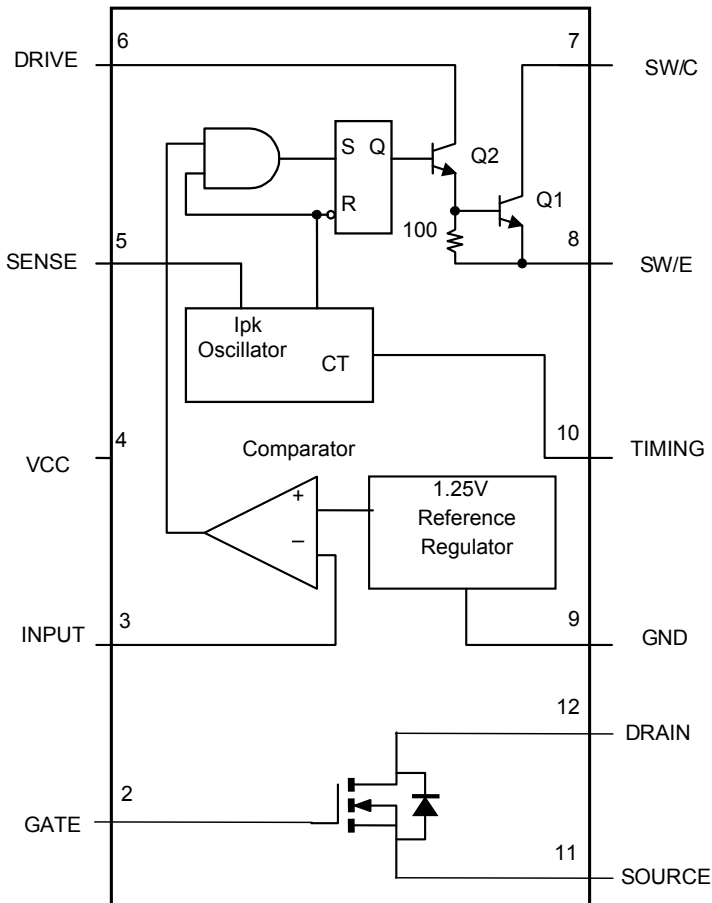 6
7
DRIVE
SW/C
S Q
Q2
R
Q1
100
5
8
SENSE
SW/E
Ipk
Oscillator
CT
4
10
VCC
Comparator
TIMING
1.25V
+
Reference
–
Regulator
3
9
INPUT
GND
12
DRAIN
2
GATE
11
SOURCE